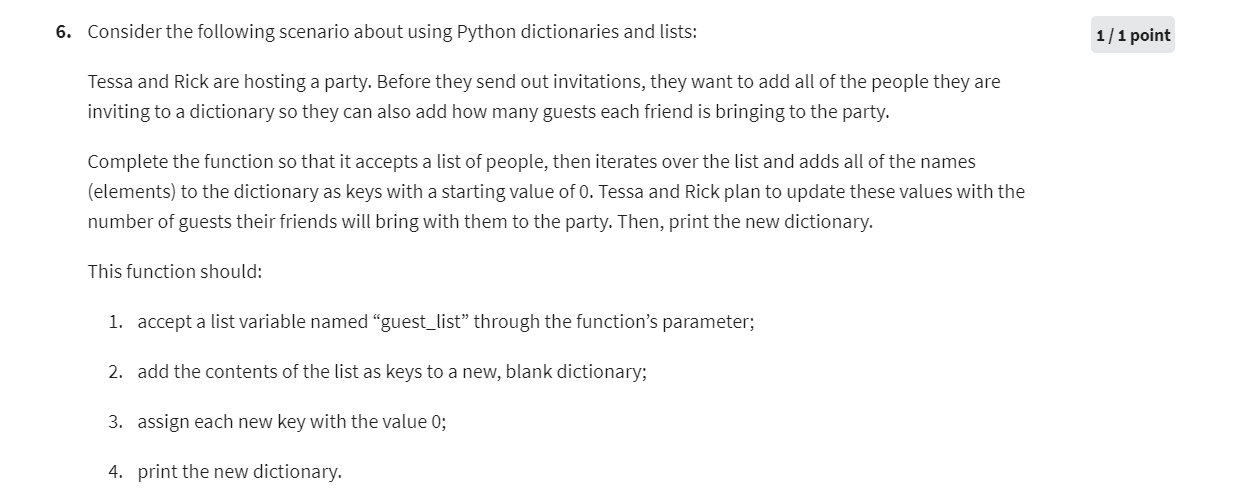 6. Consider the following scenario about using Python dictionaries and lists:
1 / 1 point
Tessa and Rick are hosting a party. Before they send out invitations, they want to add all of the people they are
inviting to a dictionary so they can also add how many guests each friend is bringing to the party.
Complete the function so that it accepts a list of people, then iterates over the list and adds all of the names
(elements) to the dictionary as keys with a starting value of 0. Tessa and Rick plan to update these values with the
number of guests their friends will bring with them to the party. Then, print the new dictionary.
This function should:
1. accept a list variable named “guest_list” through the function’s parameter;
2. add the contents of the list as keys to a new, blank dictionary;
3. assign each new key with the value 0;
4. print the new dictionary.